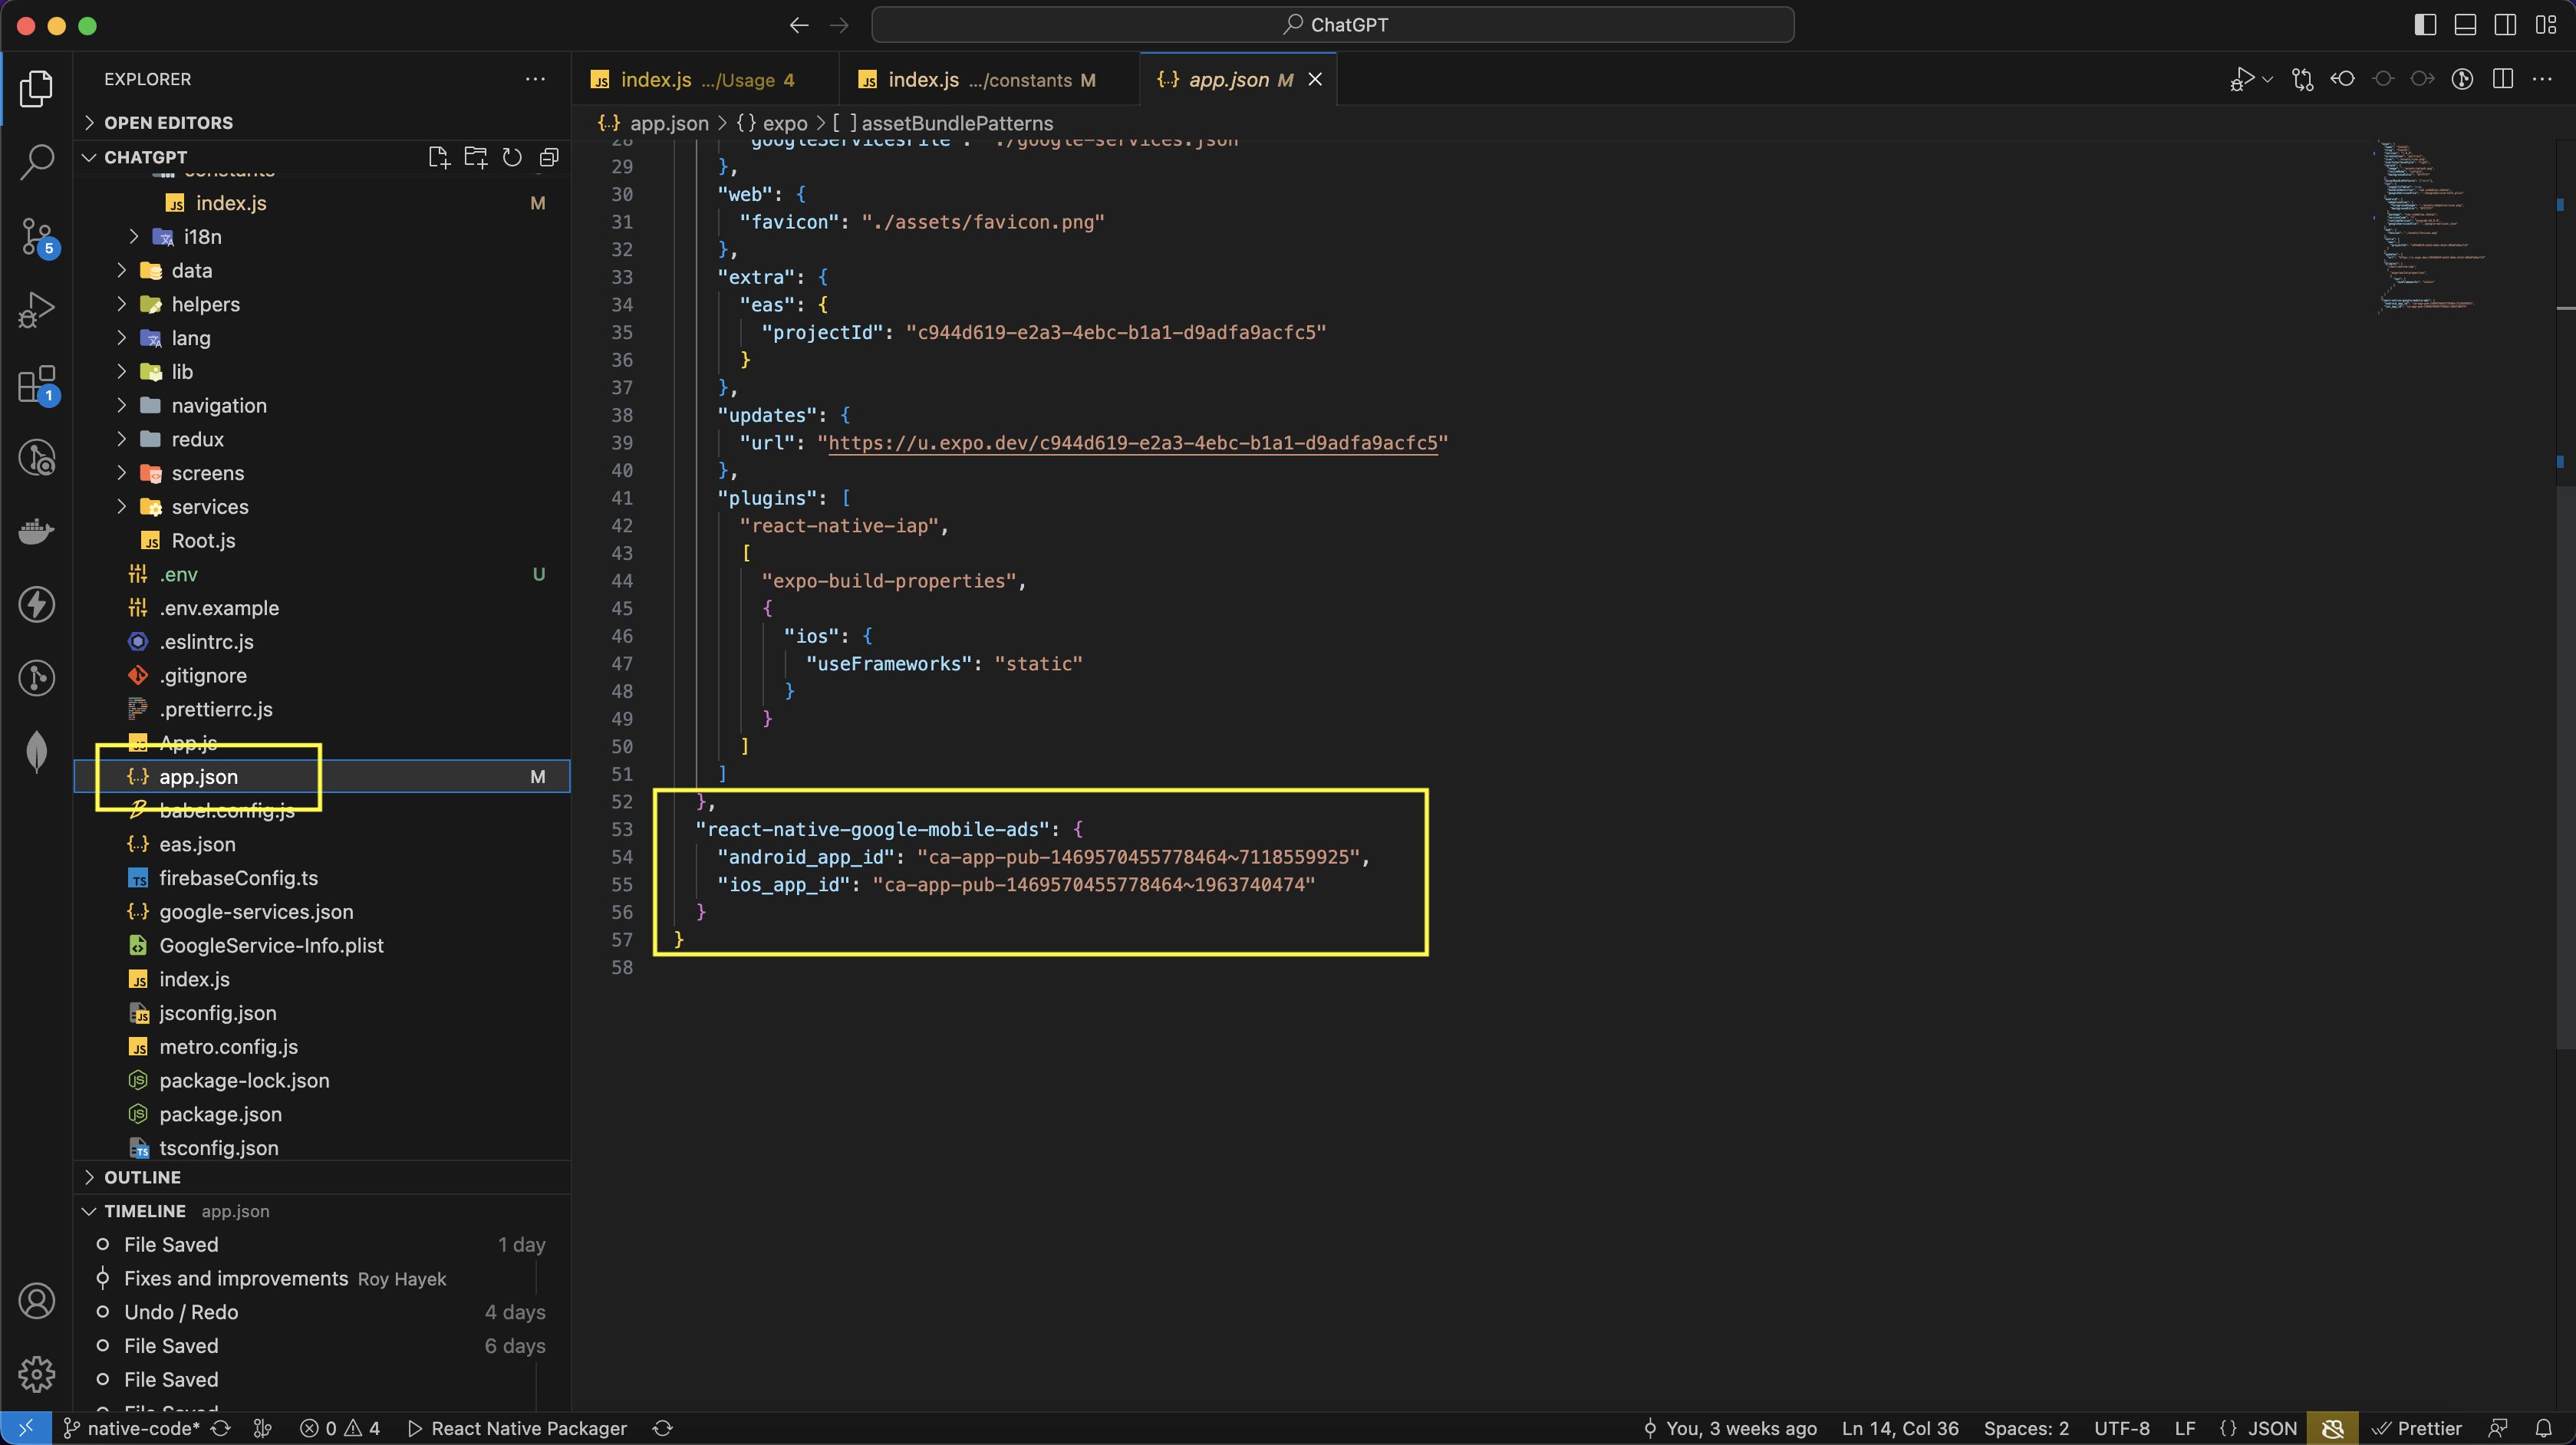 ChatGPT
EXPLORER
OPEN EDITORS
CHATGPT
constants
index.js M
i18n
data
helpers
lang
lib
navigation
redux
screens
services
Root.js
.env U
.env.example
.eslintrc.js
.gitignore
.prettierrc.js
App.js
app.json M
babel.config.js
eas.json
firebaseConfig.ts
google-services.json
GoogleService-Info.plist
index.js
jsconfig.json
metro.config.js
package-lock.json
package.json
tsconfig.json
OUTLINE
TIMELINE app.json
File Saved 1 day
Fixes and improvements Roy Hayek
Undo / Redo 4 days
File Saved 6 days
File Saved
File Saved
5
1
index.js .../Usage 4
index.js .../constants M
{..} app.json M
{..} app.json > {} expo > [ ] assetBundlePatterns
28 "googleServicesFile": "./google-services.json"
29 },
30 "web": {
31 "favicon": "./assets/favicon.png"
32 },
33 "extra": {
34 "eas": {
35 "projectId": "c944d619-e2a3-4ebc-b1a1-d9adfa9acfc5"
36 }
37 },
38 "updates": {
39 "url": "https://u.expo.dev/c944d619-e2a3-4ebc-b1a1-d9adfa9acfc5"
40 },
41 "plugins": [
42 "react-native-iap",
43 [
44 "expo-build-properties",
45 {
46 "ios": {
47 "useFrameworks": "static"
48 }
49 }
50 ]
51 ]
52 },
53 "react-native-google-mobile-ads": {
54 "android_app_id": "ca-app-pub-1469570455778464~7118559925",
55 "ios_app_id": "ca-app-pub-1469570455778464~1963740474"
56 }
57 }
58
native-code* 0 4 React Native Packager You, 3 weeks ago Ln 14, Col 36 Spaces: 2 UTF-8 LF {} JSON Prettier